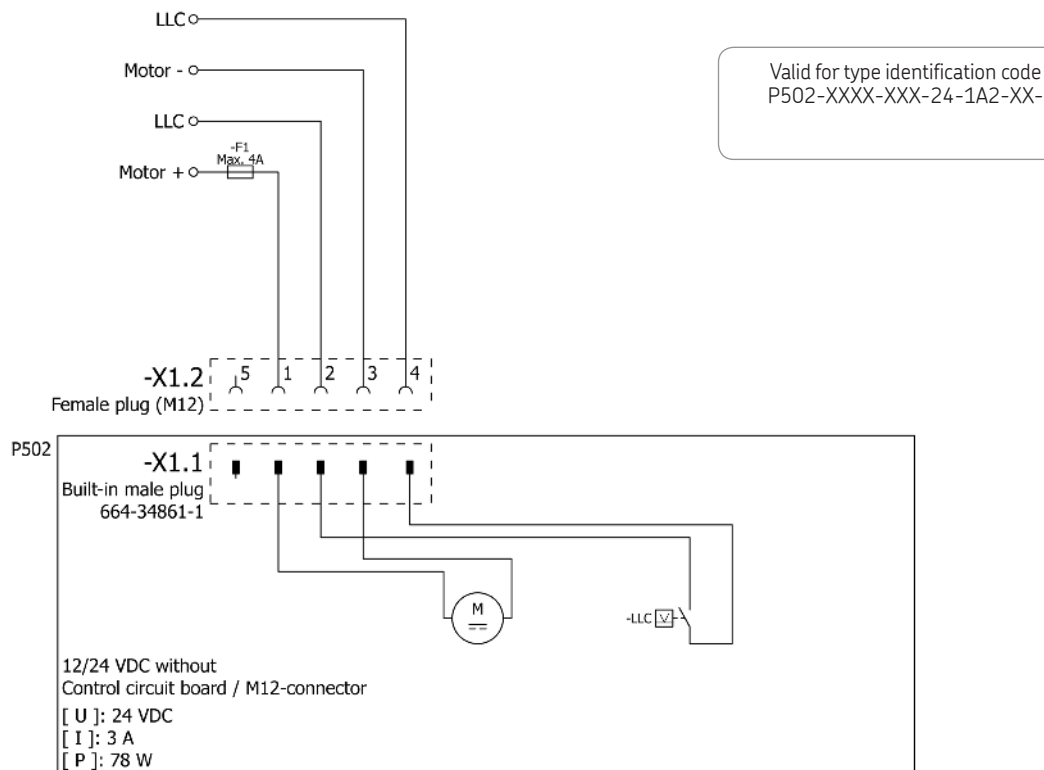 LLC
Motor -
Valid for type identification code
P502-XXXX-XXX-24-1A2-XX-
LLC
-F1
Max. 4A
Motor +
-X1.2
5 1 2 3 4
Female plug (M12)
P502
-X1.1
Built-in male plug
664-34861-1
M
-LLC
12/24 VDC without
Control circuit board / M12-connector
[ U ]: 24 VDC
[ I ]: 3 A
[ P ]: 78 W